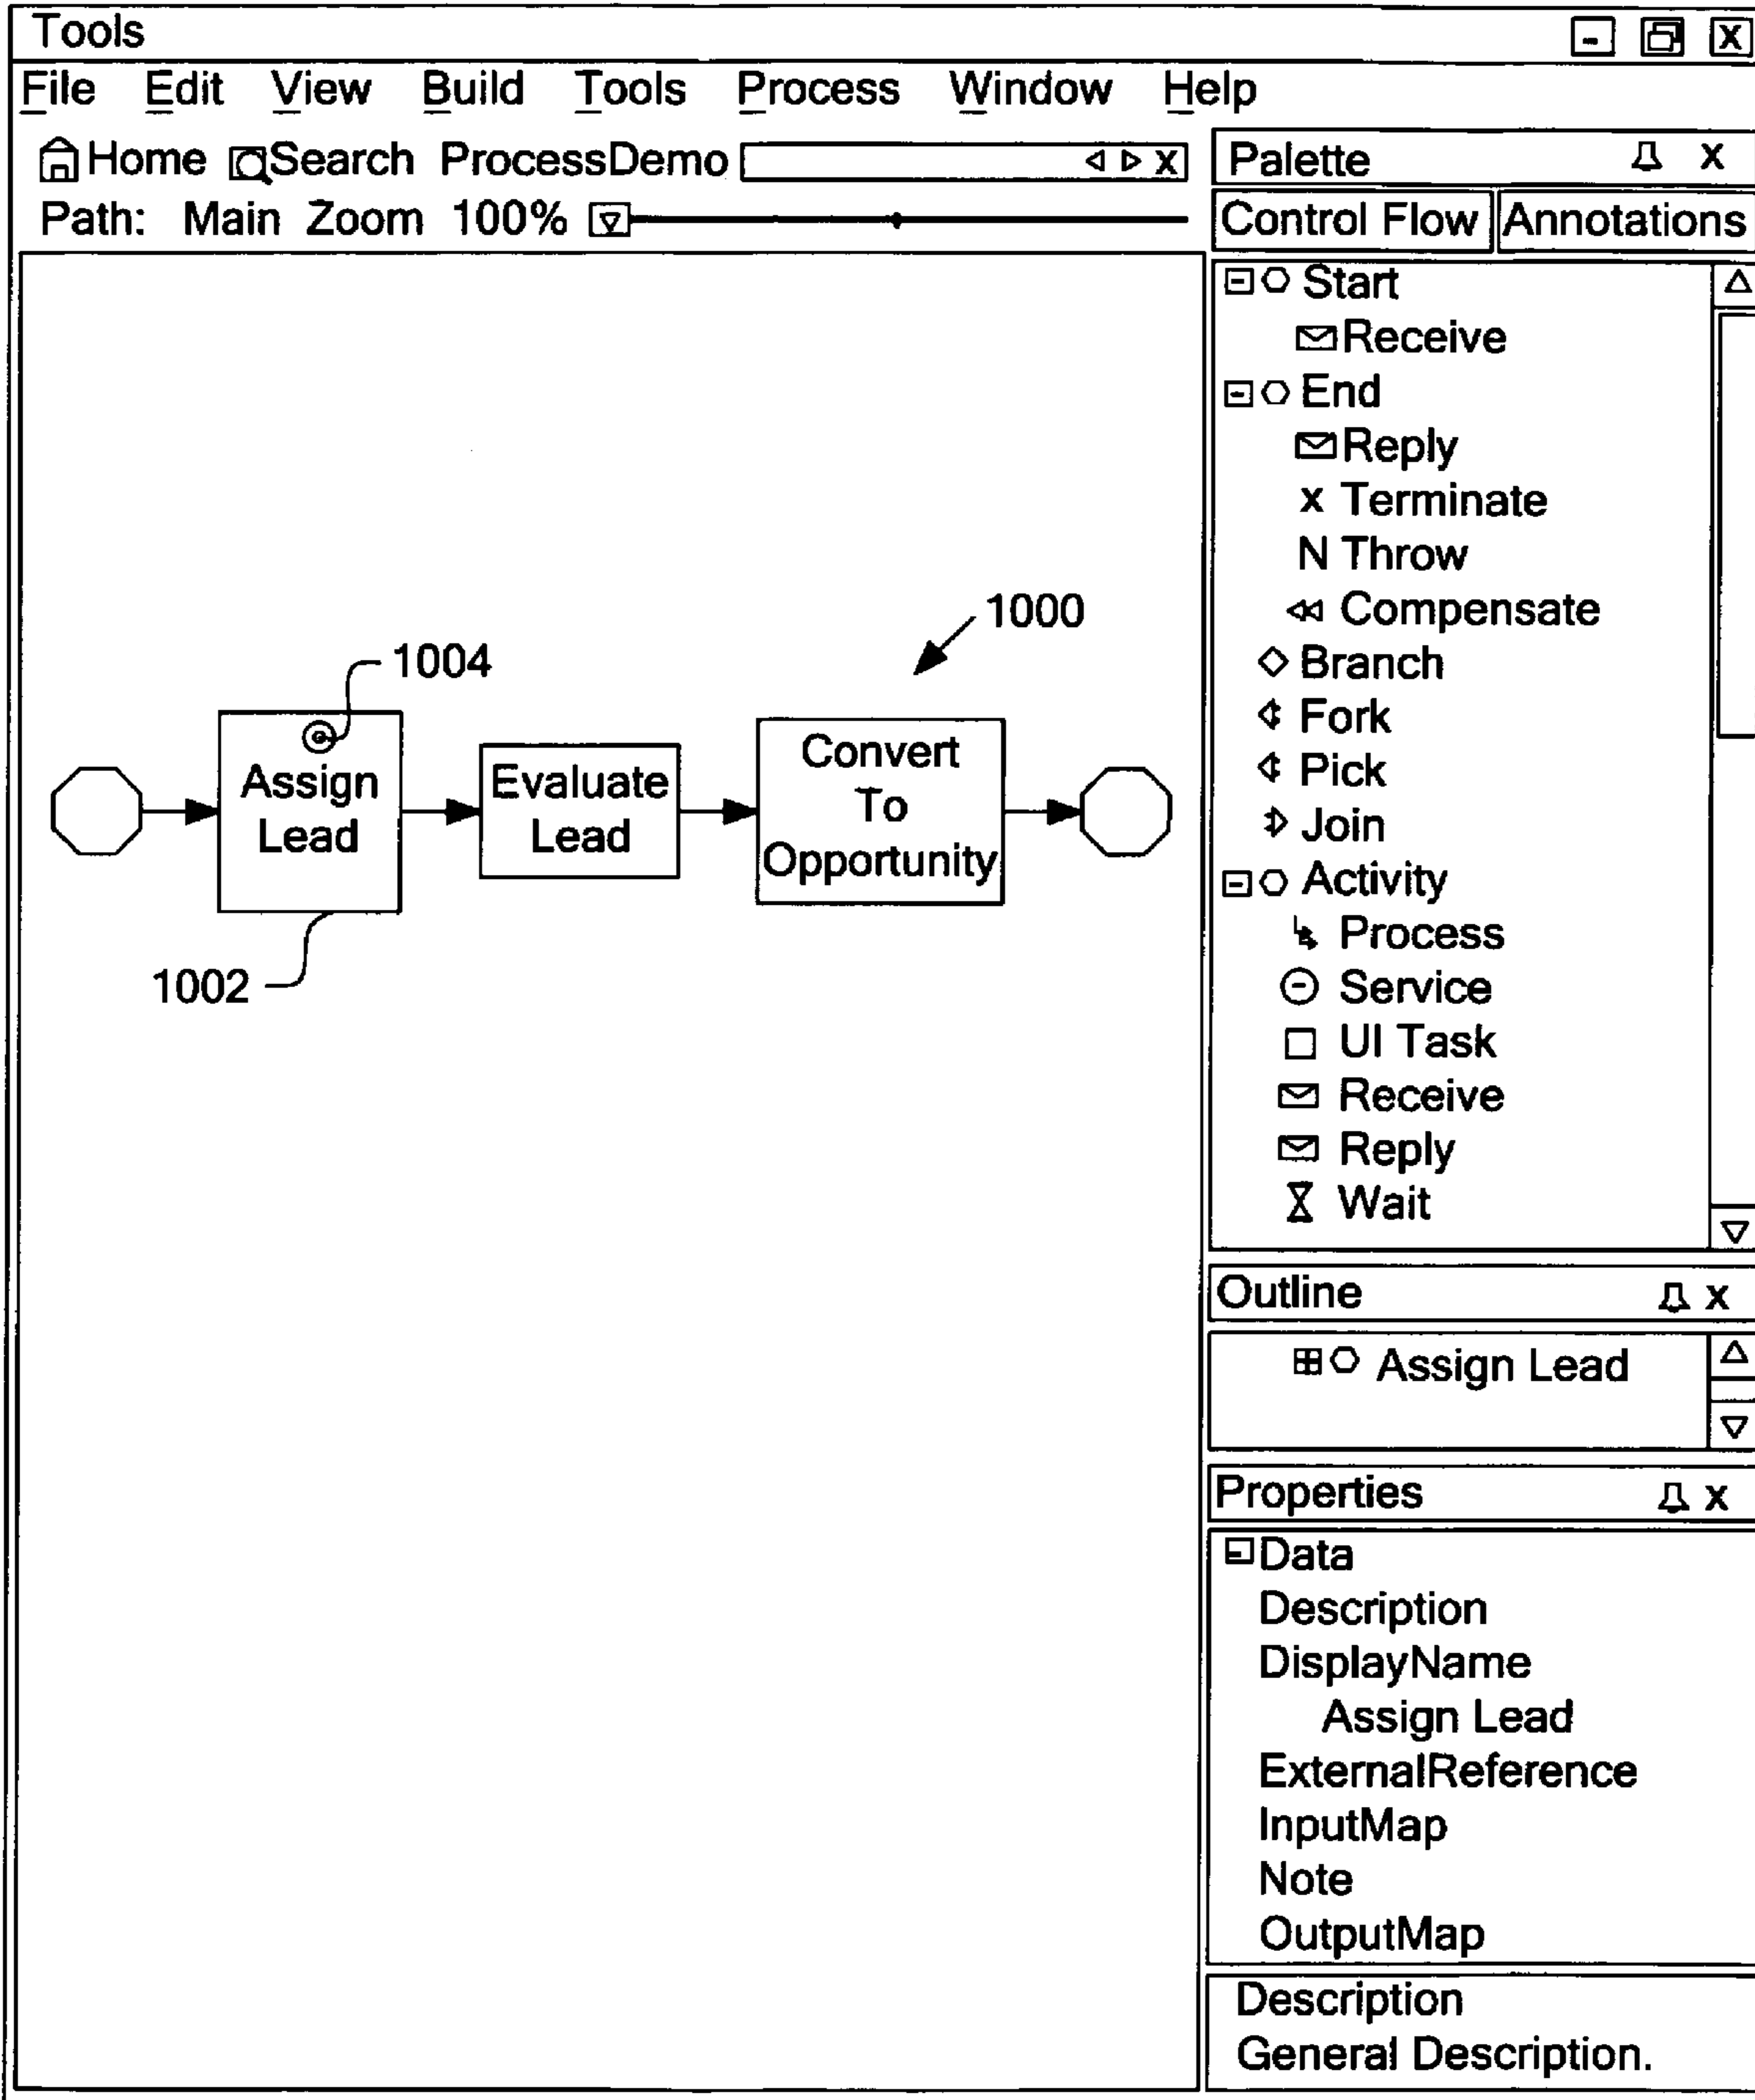 Tools
File Edit View Build Tools Process Window Help
Home Search ProcessDemo
Path: Main Zoom 100%
1000
1004
Assign
Lead
Evaluate
Lead
Convert
To
Opportunity
1002
Palette
Control Flow Annotations
Start
Receive
End
Reply
Terminate
Throw
Compensate
Branch
Fork
Pick
Join
Activity
Process
Service
UI Task
Receive
Reply
Wait
Outline
Assign Lead
Properties
Data
Description
DisplayName
Assign Lead
ExternalReference
InputMap
Note
OutputMap
Description
General Description.